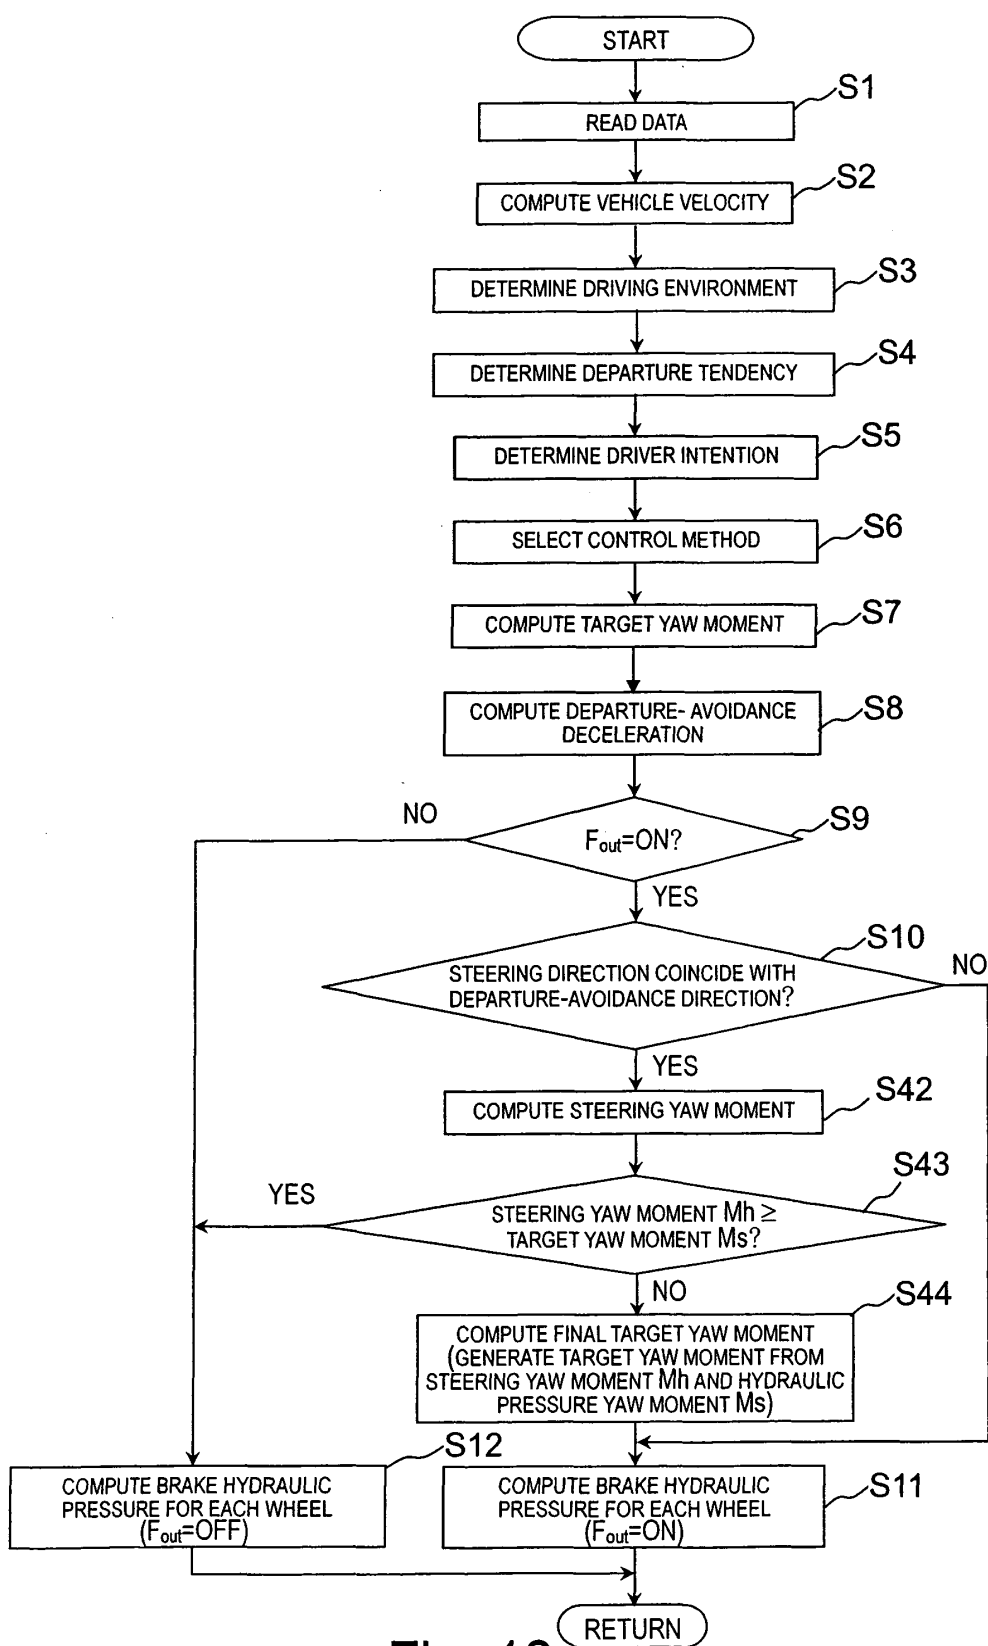 START
S1
READ DATA
S2
COMPUTE VEHICLE VELOCITY
S3
DETERMINE DRIVING ENVIRONMENT
S4
DETERMINE DEPARTURE TENDENCY
S5
DETERMINE DRIVER INTENTION
S6
SELECT CONTROL METHOD
S7
COMPUTE TARGET YAW MOMENT
S8
COMPUTE DEPARTURE- AVOIDANCE
DECELERATION
NO
S9
Fout=ON?
YES
S10
NO
STEERING DIRECTION COINCIDE WITH
DEPARTURE-AVOIDANCE DIRECTION?
YES
S42
COMPUTE STEERING YAW MOMENT
S43
YES
STEERING YAW MOMENT Mh ≥
TARGET YAW MOMENT Ms?
NO
S44
COMPUTE FINAL TARGET YAW MOMENT
(GENERATE TARGET YAW MOMENT FROM
STEERING YAW MOMENT Mh AND HYDRAULIC
PRESSURE YAW MOMENT Ms)
S12
COMPUTE BRAKE HYDRAULIC
PRESSURE FOR EACH WHEEL
(Fout=OFF)
S11
COMPUTE BRAKE HYDRAULIC
PRESSURE FOR EACH WHEEL
(Fout=ON)
RETURN